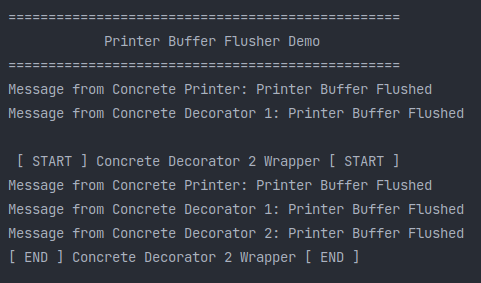 =================================================
Printer Buffer Flusher Demo
=================================================
Message from Concrete Printer: Printer Buffer Flushed
Message from Concrete Decorator 1: Printer Buffer Flushed
[ START ] Concrete Decorator 2 Wrapper [ START ]
Message from Concrete Printer: Printer Buffer Flushed
Message from Concrete Decorator 1: Printer Buffer Flushed
Message from Concrete Decorator 2: Printer Buffer Flushed
[ END ] Concrete Decorator 2 Wrapper [ END ]